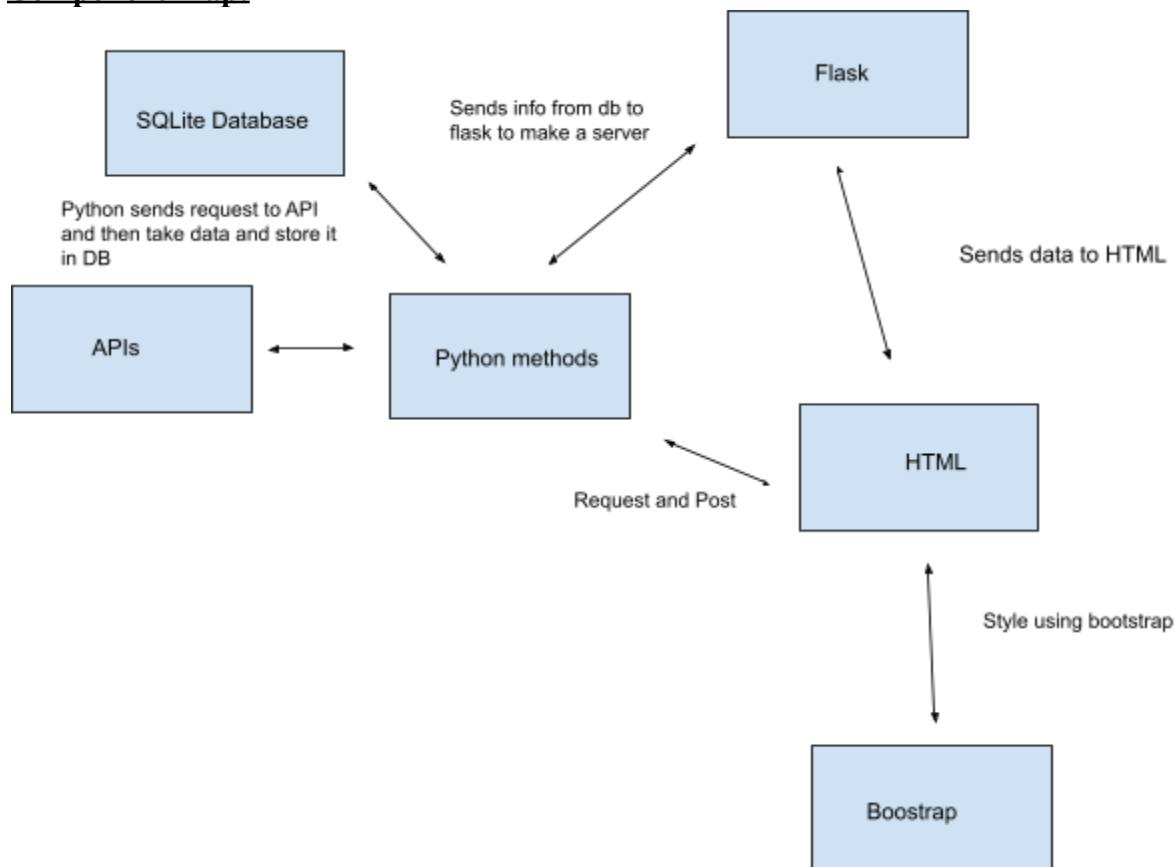 Flask
SQLite Database
Sends info from db to
flask to make a server
Python sends request to API
and then take data and store it
in DB
Sends data to HTML
APIs
Python methods
HTML
Request and Post
Style using bootstrap
Boostrap